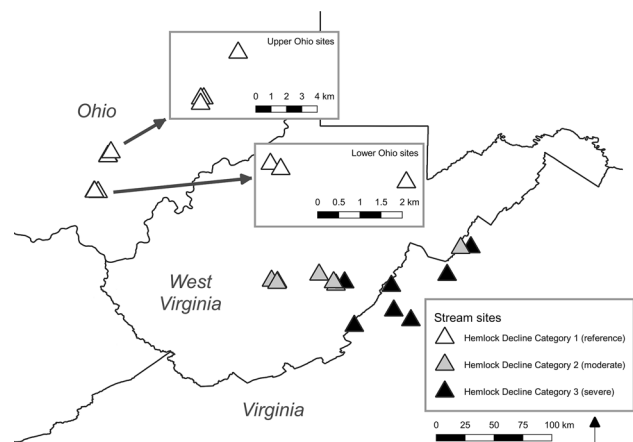 Upper Ohio sites
0 1 2 3 4 km
Ohio
Lower Ohio sites
0 0.5 1 1.5 2 km
West
Virginia
Stream sites
Hemlock Decline Category 1 (reference)
Hemlock Decline Category 2 (moderate)
Hemlock Decline Category 3 (severe)
Virginia
0 25 50 75 100 km